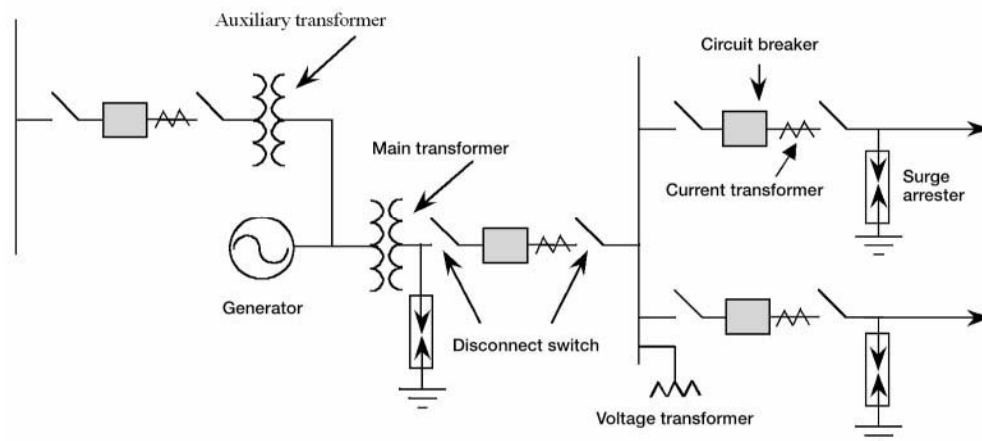 Auxiliary transformer
Circuit breaker
Main transformer
Current transformer
Surge
arrester
Generator
Disconnect switch
Voltage transformer